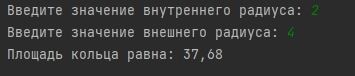 Введите значение внутреннего радиуса: 2
Введите значение внешнего радиуса: 4
Площадь кольца равна: 37,68